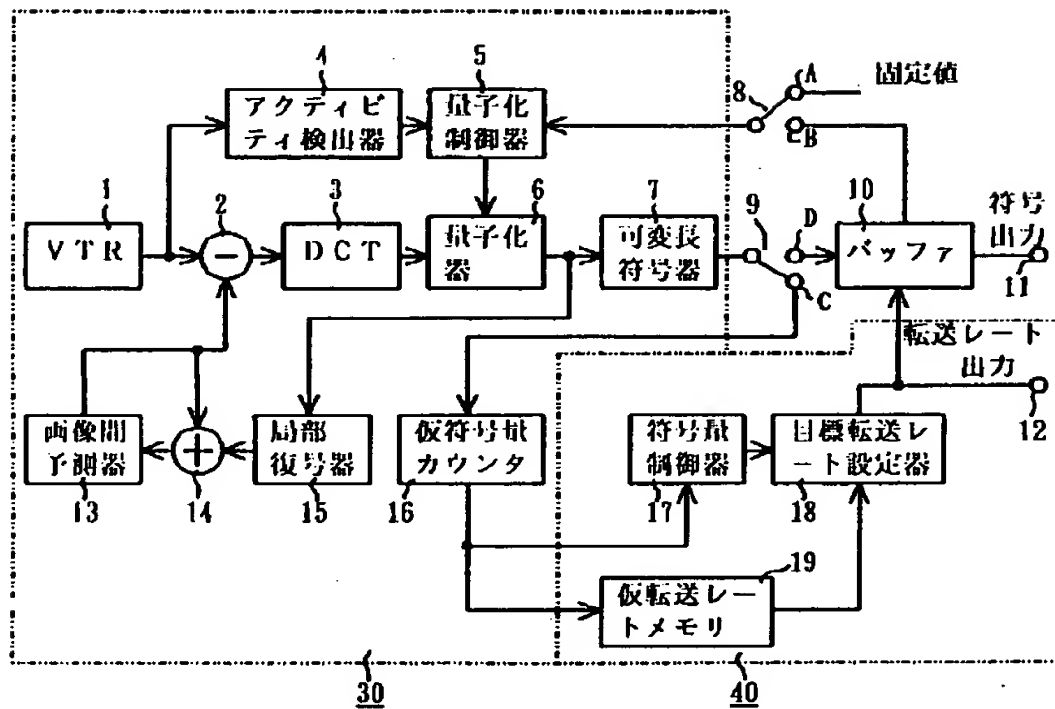 4
アクティビ
ティ検出器
5
量子化
制御器
8
A
固定値
B
1
VTR
2
−
3
DCT
6
量子化
器
7
可変長
符号器
9
D
C
10
バッファ
符号
出力
11
転送レート
出力
12
画像間
予測器
13
+
14
局部
復号器
15
仮符号量
カウンタ
16
符号量
制御器
17
目標転送レ
ート設定器
18
19
仮転送レー
トメモリ
30
40